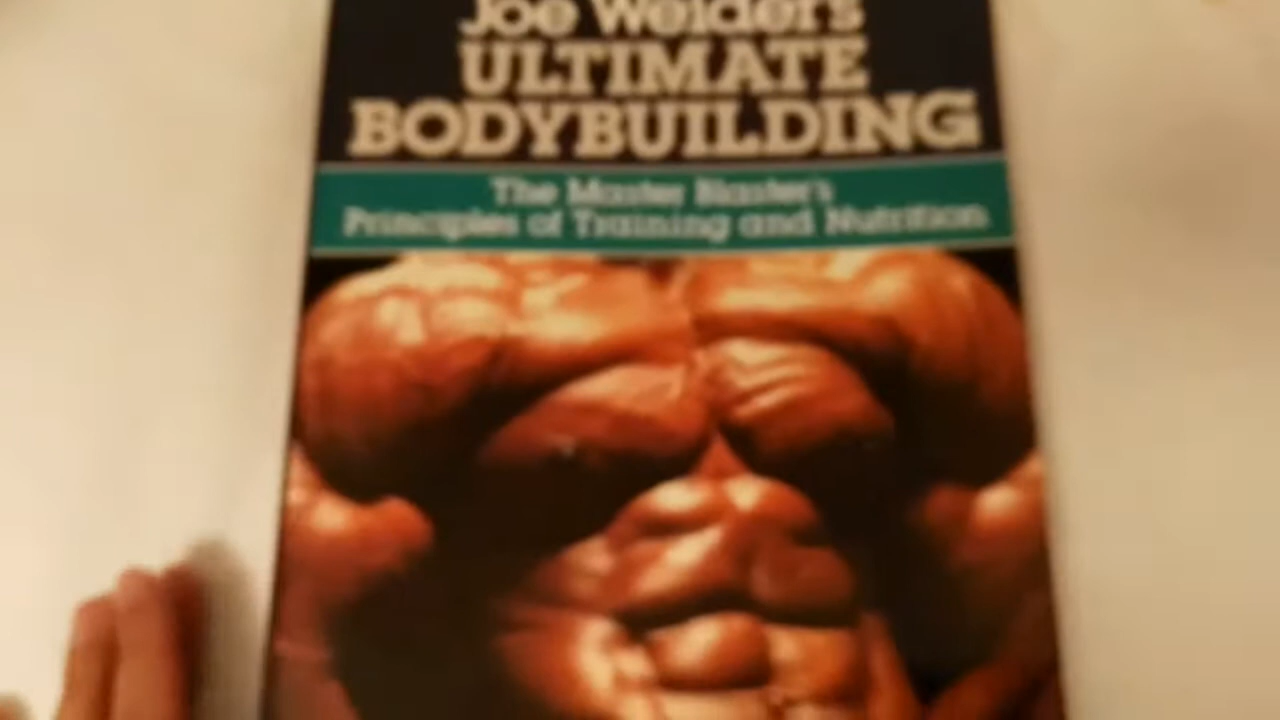 Joe Weider's
ULTIMATE
BODYBUILDING
The Master Blaster's
Principles of Training and Nutrition